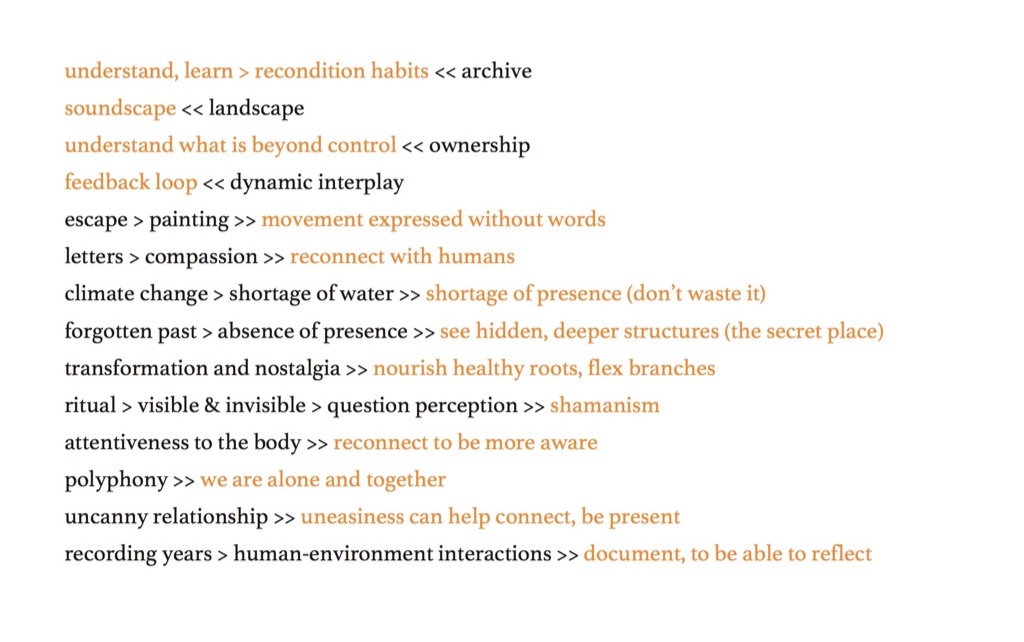 understand, learn > recondition habits << archive
soundscape << landscape
understand what is beyond control << ownership
feedback loop << dynamic interplay
escape > painting >> movement expressed without words
letters > compassion >> reconnect with humans
climate change > shortage of water >> shortage of presence (don’t waste it)
forgotten past > absence of presence >> see hidden, deeper structures (the secret place)
transformation and nostalgia >> nourish healthy roots, flex branches
ritual > visible & invisible > question perception >> shamanism
attentiveness to the body >> reconnect to be more aware
polyphony >> we are alone and together
uncanny relationship >> uneasiness can help connect, be present
recording years > human-environment interactions >> document, to be able to reflect